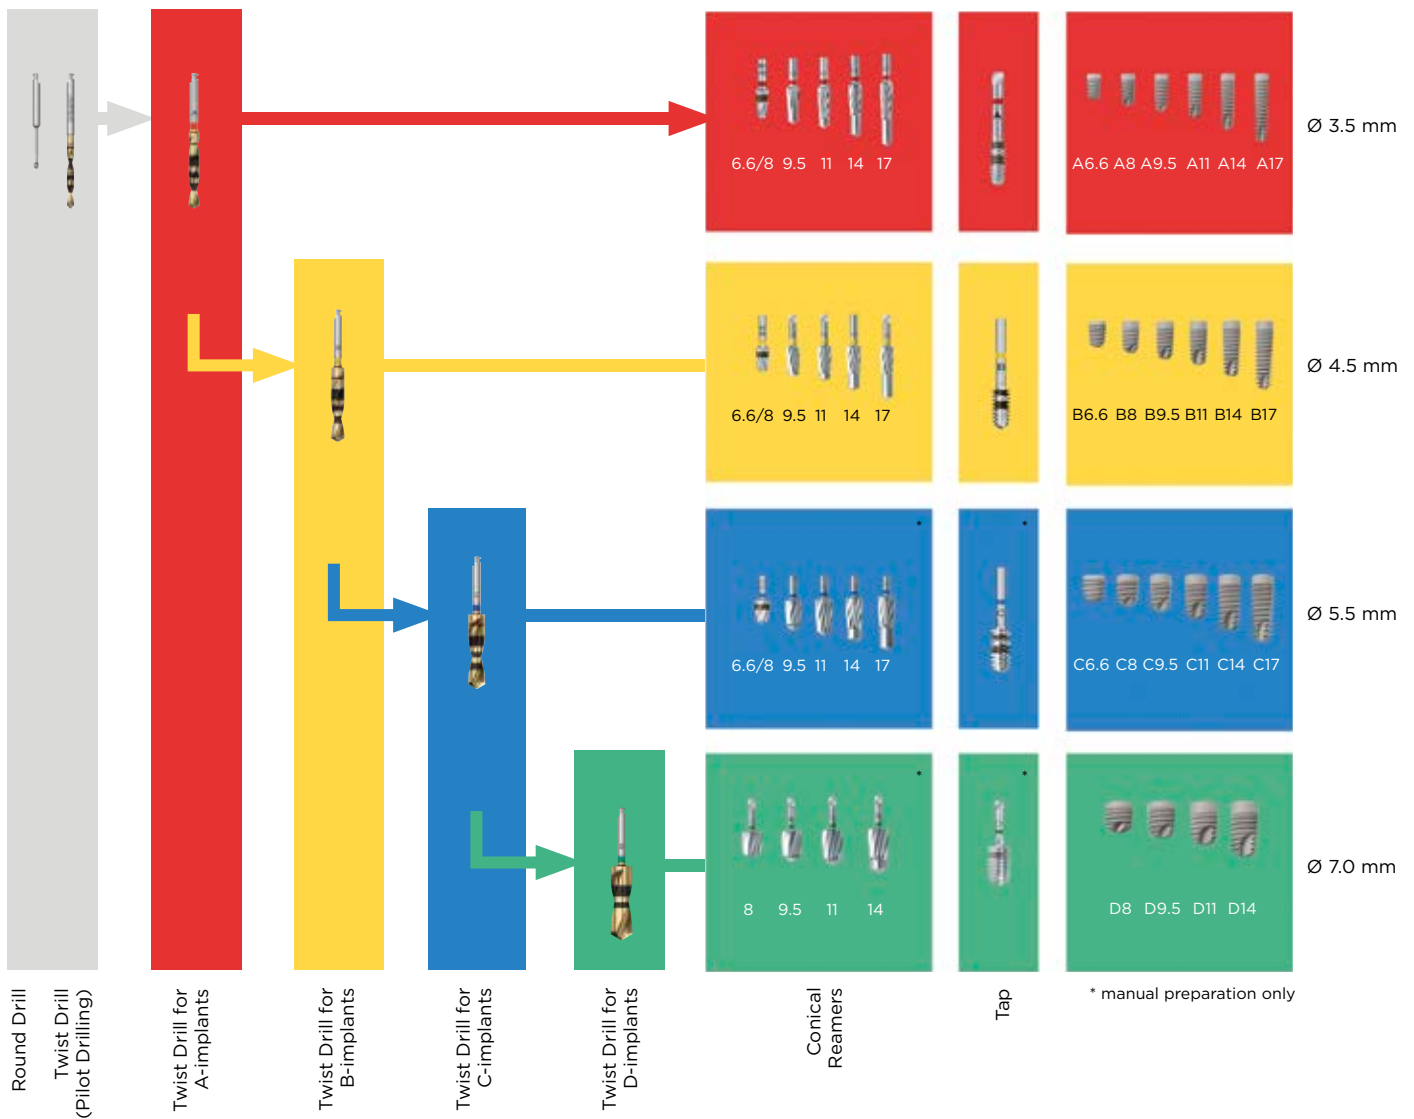 6.6/8 9.5 11 14 17
A6.6 A8 A9.5 A11 A14 A17
Ø 3.5 mm
6.6/8 9.5 11 14 17
B6.6 B8 B9.5 B11 B14 B17
Ø 4.5 mm
*
*
6.6/8 9.5 11 14 17
C6.6 C8 C9.5 C11 C14 C17
Ø 5.5 mm
*
*
8 9.5 11 14
D8 D9.5 D11 D14
Ø 7.0 mm
Round Drill
Twist Drill
(Pilot Drilling)
Twist Drill for
A-implants
Twist Drill for
B-implants
Twist Drill for
C-implants
Twist Drill for
D-implants
Conical
Reamers
Tap
* manual preparation only